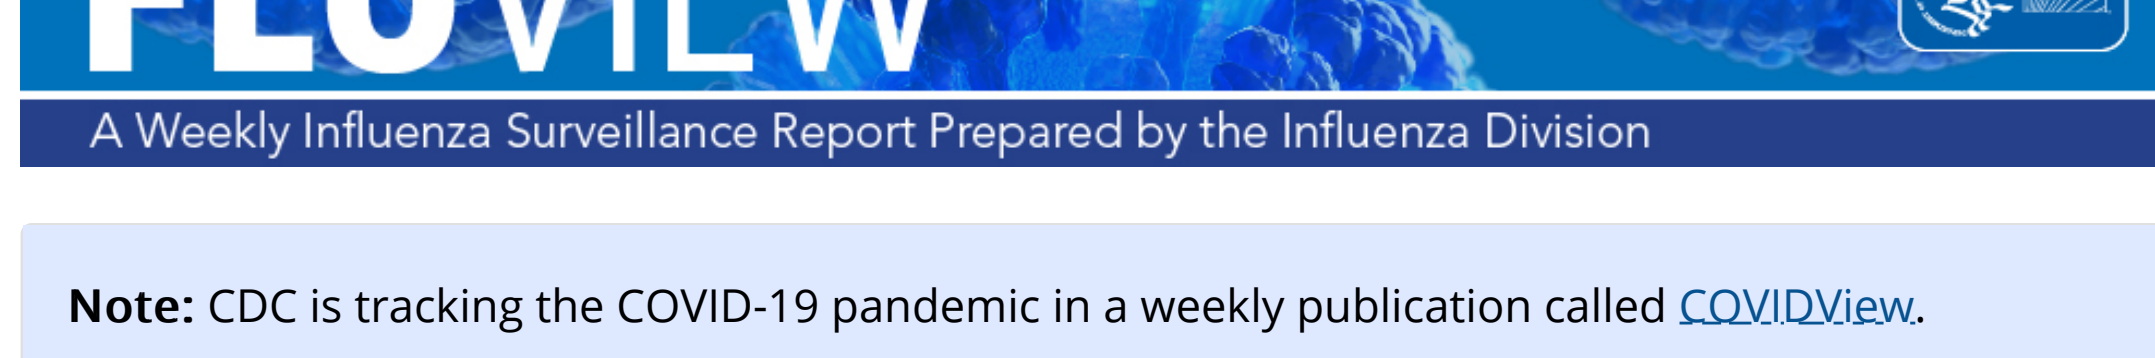 FLUVIEW
A Weekly Influenza Surveillance Report Prepared by the Influenza Division
Note: CDC is tracking the COVID-19 pandemic in a weekly publication called COVIDView.